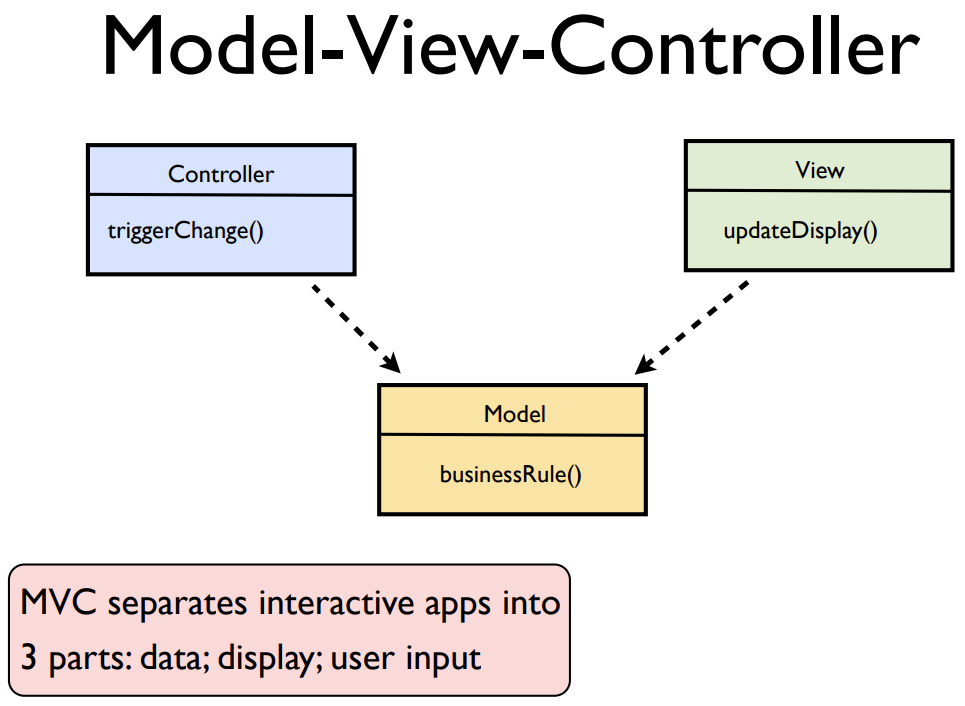 Model-View-Controller
Controller
triggerChange()
View
updateDisplay()
Model
businessRule()
MVC separates interactive apps into
3 parts: data; display; user input